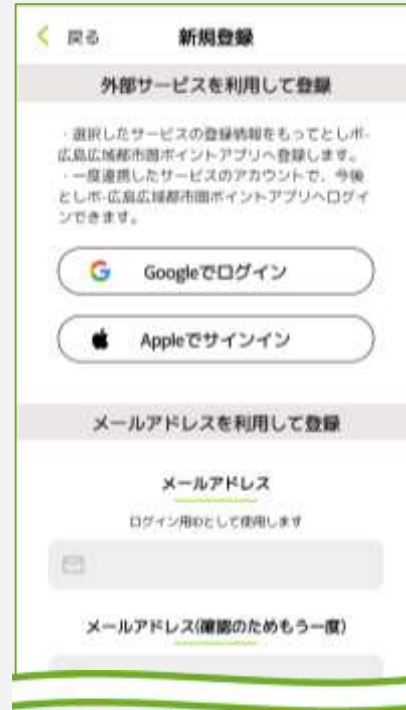 戻る 新規登録
外部サービスを利用して登録
・選択したサービスの登録情報をもってとしポ-
広島広域都市圏ポイントアプリへ登録します。
・一度連携したサービスのアカウントで、今後
としポ-広島広域都市圏ポイントアプリへログイ
ンできます。
Googleでログイン
Appleでサインイン
メールアドレスを利用して登録
メールアドレス
ログイン用IDとして使用します
メールアドレス(確認のためもう一度)